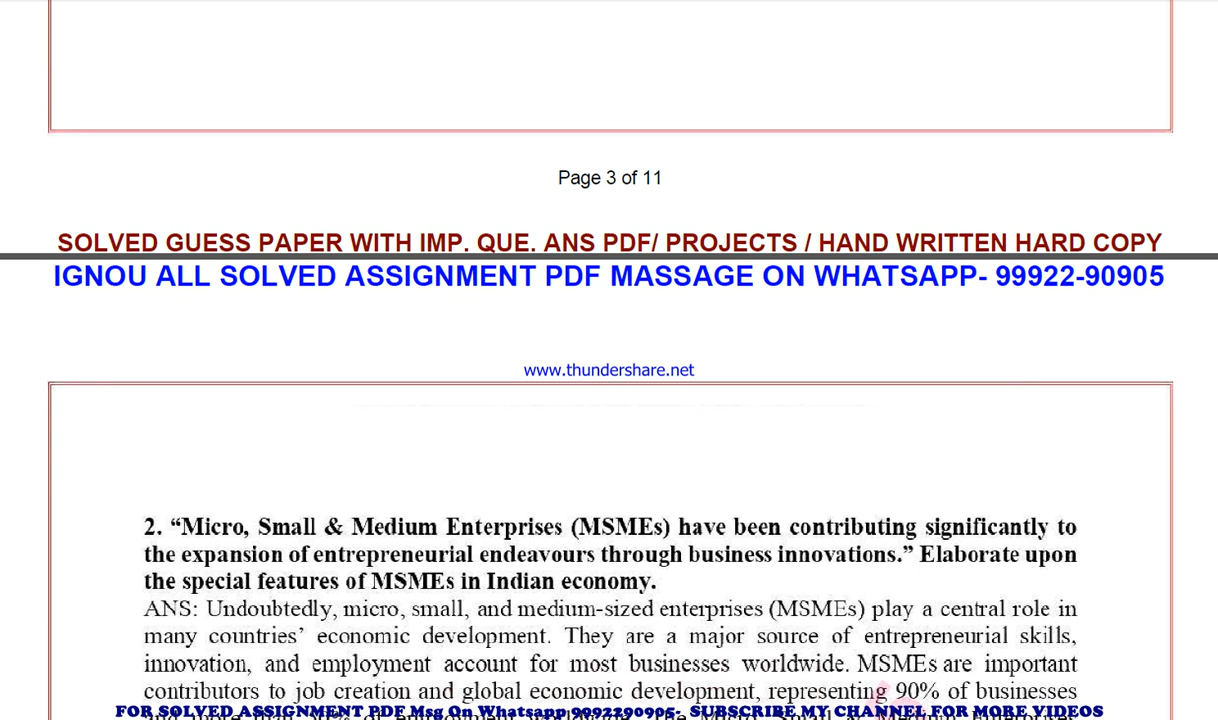 Page 3 of 11
SOLVED GUESS PAPER WITH IMP. QUE. ANS PDF/ PROJECTS / HAND WRITTEN HARD COPY
IGNOU ALL SOLVED ASSIGNMENT PDF MASSAGE ON WHATSAPP- 99922-90905
www.thundershare.net
2. “Micro, Small & Medium Enterprises (MSMEs) have been contributing significantly to
the expansion of entrepreneurial endeavours through business innovations.” Elaborate upon
the special features of MSMEs in Indian economy.
ANS: Undoubtedly, micro, small, and medium-sized enterprises (MSMEs) play a central role in
many countries’ economic development. They are a major source of entrepreneurial skills,
innovation, and employment account for most businesses worldwide. MSMEs are important
contributors to job creation and global economic development, representing 90% of businesses
FOR SOLVED ASSIGNMENT PDF Msg On Whatsapp 9992290905- SUBSCRIBE MY CHANNEL FOR MORE VIDEOS